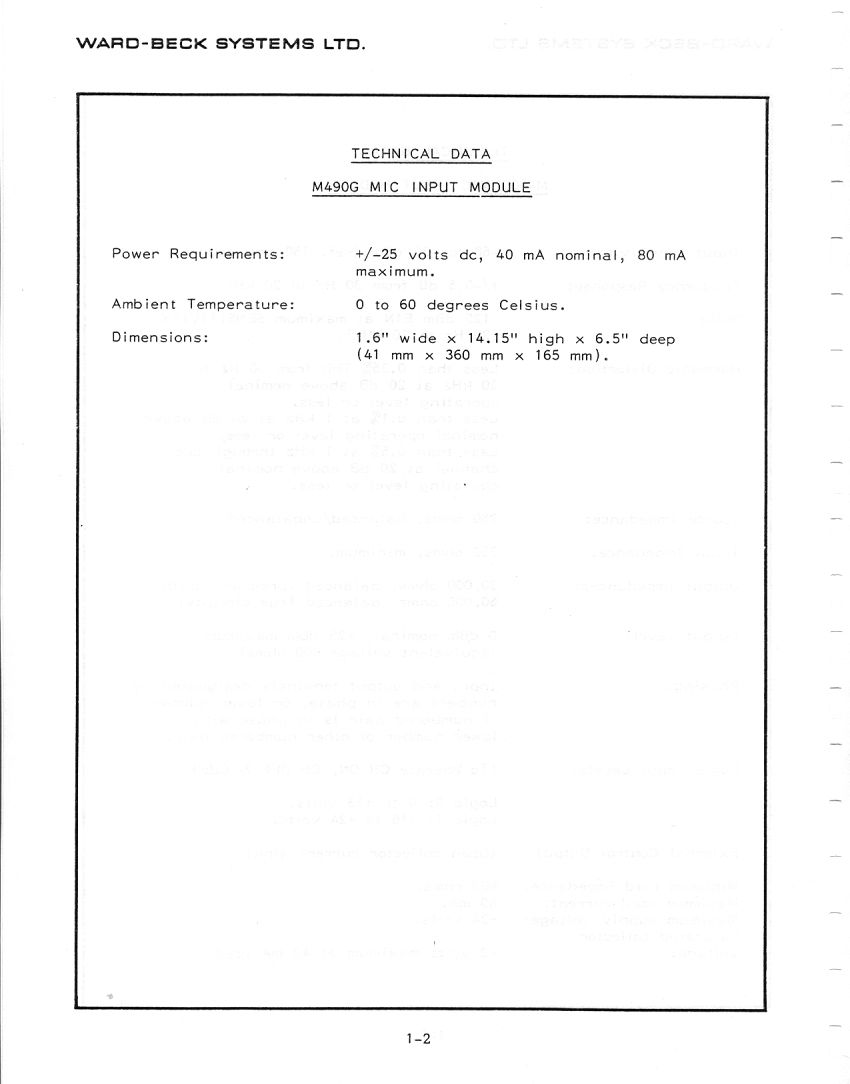 WARD-BECK SYSTEMS LTD.
TECHNICAL DATA
M490G MIC INPUT MODULE
Power Requirements: +/-25 volts dc, 40 mA nominal, 80 mA
maximum.
Ambient Temperature: 0 to 60 degrees Celsius.
Dimensions: 1.6" wide x 14.15" high x 6.5" deep
(41 mm x 360 mm x 165 mm).
1-2